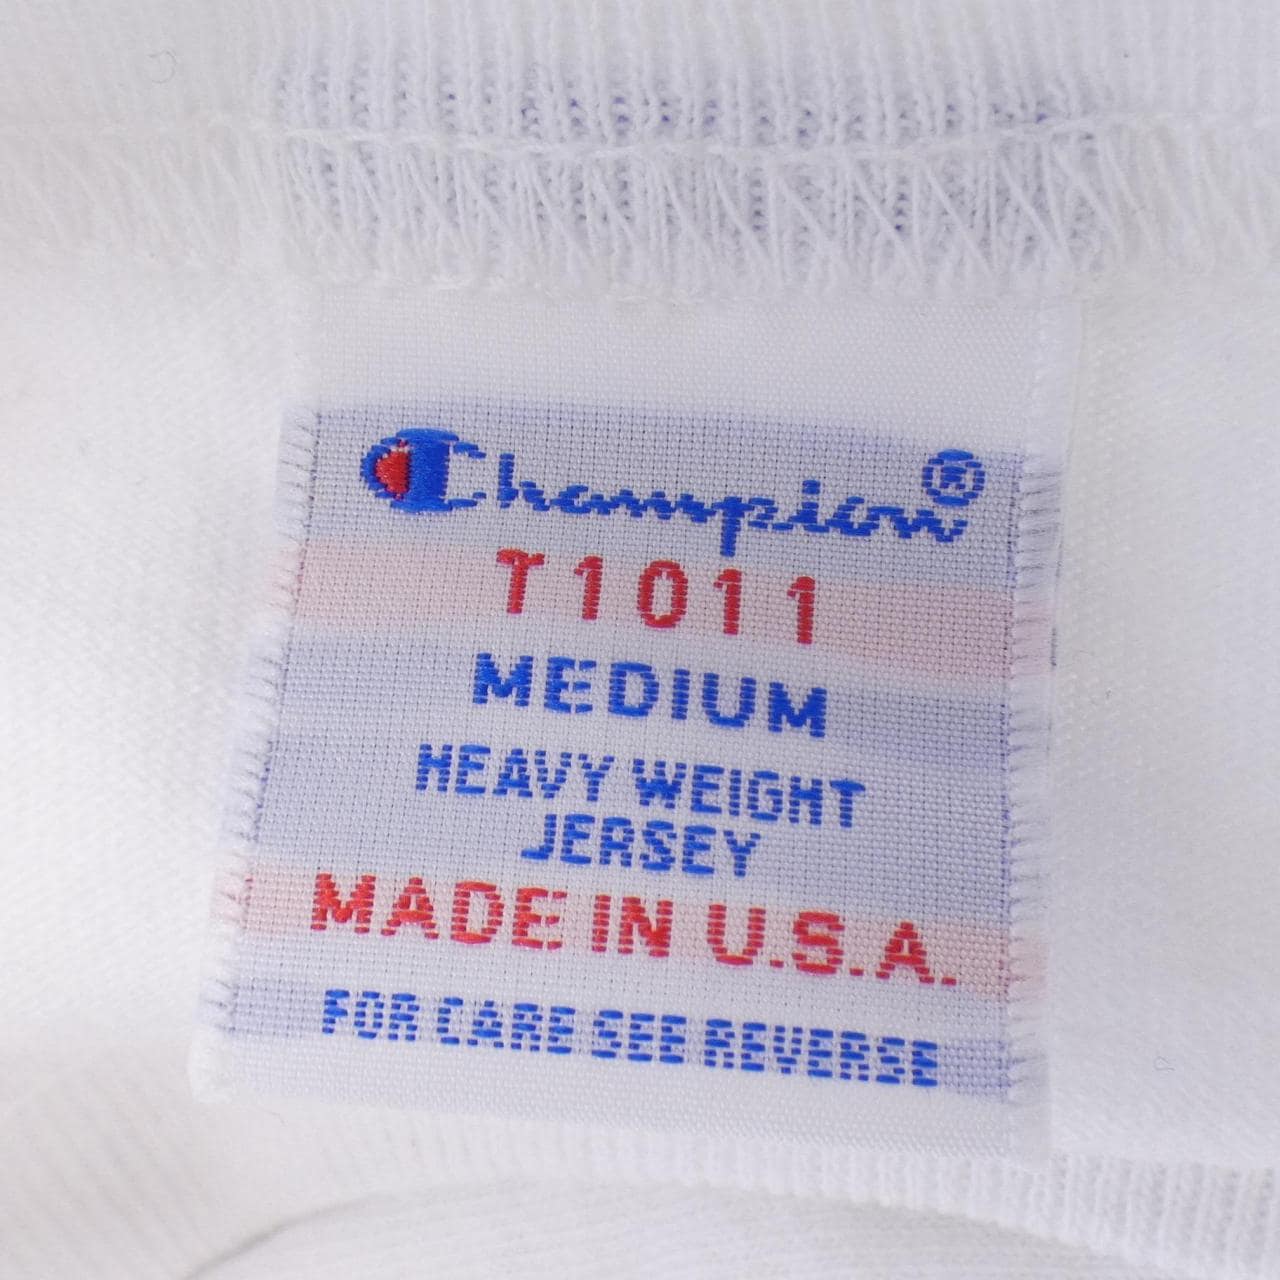 Champion®
T1011
MEDIUM
HEAVY WEIGHT
JERSEY
MADE IN U.S.A.
FOR CARE SEE REVERSE